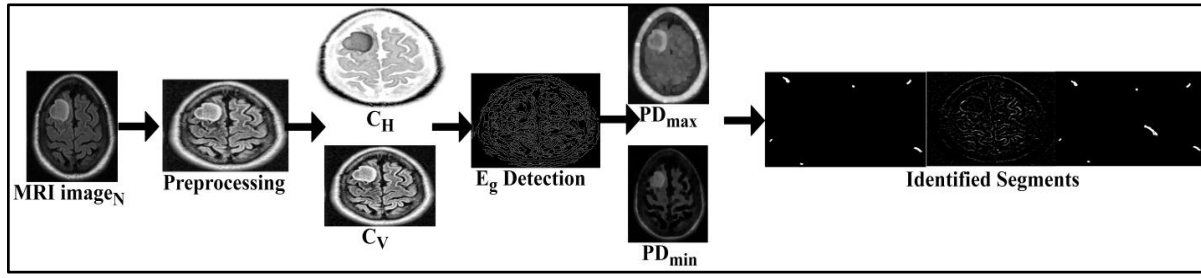 MRI image_N
Preprocessing
C_H
C_V
E_g Detection
PD_max
PD_min
Identified Segments